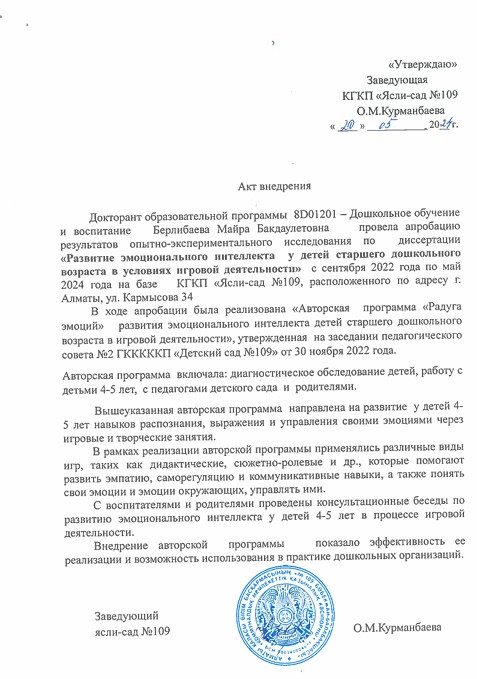 «Утверждаю»
Заведующая
КГКП «Ясли-сад №109
О.М.Курманбаева
« 20 » 05 2024г.
Акт внедрения
Докторант образовательной программы 8D01201 – Дошкольное обучение
и воспитание Берлибаева Майра Бакдаулетовна провела апробацию
результатов опытно-экспериментального исследования по диссертации
«Развитие эмоционального интеллекта у детей старшего дошкольного
возраста в условиях игровой деятельности» с сентября 2022 года по май
2024 года на базе КГКП «Ясли-сад №109, расположенного по адресу г.
Алматы, ул. Кармысова 34
В ходе апробации была реализована «Авторская программа «Радуга
эмоций» развития эмоционального интеллекта детей старшего дошкольного
возраста в игровой деятельности», утвержденная на заседании педагогического
совета №2 ГККККП «Детский сад №109» от 30 ноября 2022 года.
Авторская программа включала: диагностическое обследование детей, работу с
детьми 4-5 лет, с педагогами детского сада и родителями.
Вышеуказанная авторская программа направлена на развитие у детей 4-
5 лет навыков распознания, выражения и управления своими эмоциями через
игровые и творческие занятия.
В рамках реализации авторской программы применялись различные виды
игр, таких как дидактические, сюжетно-ролевые и др., которые помогают
развить эмпатию, саморегуляцию и коммуникативные навыки, а также понять
свои эмоции и эмоции окружающих, управлять ими.
С воспитателями и родителями проведены консультационные беседы по
развитию эмоционального интеллекта у детей 4-5 лет в процессе игровой
деятельности.
Внедрение авторской программы показало эффективность ее
реализации и возможность использования в практике дошкольных организаций.
Заведующий
ясли-сад №109
О.М.Курманбаева